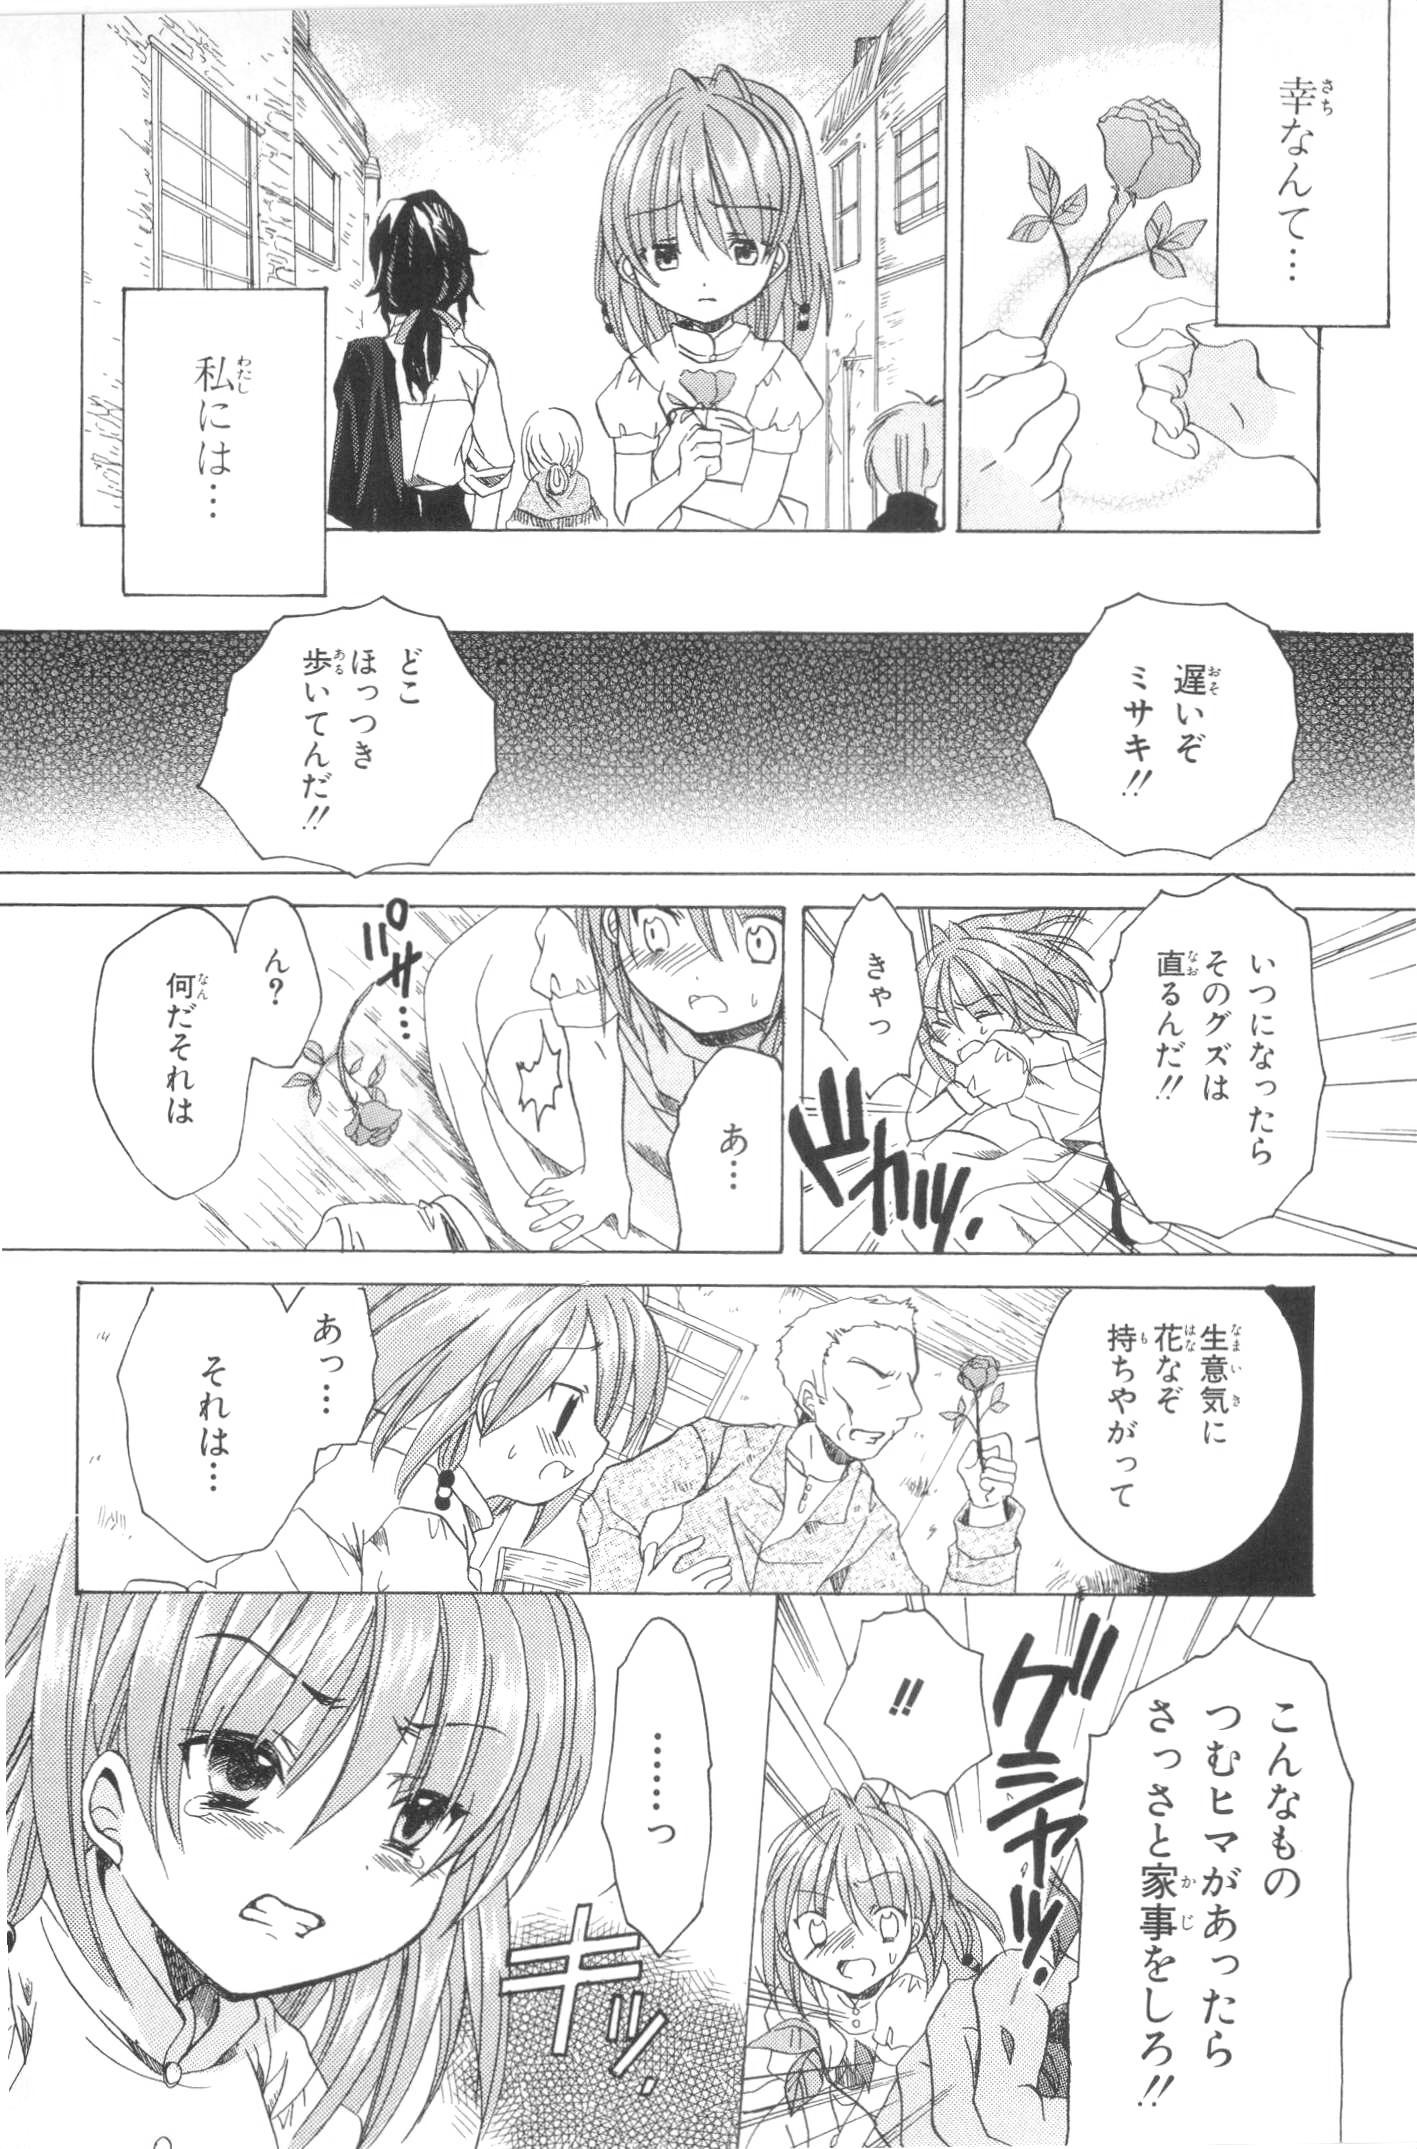 幸なんて…
私には…
遅いぞ
ミサキ!!
どこ
ほっつき
歩いてんだ!!
いつになったら
そのグズは
直るんだ!!
きゃっ
ドカッ
あ…
パサ…
ん?
何だそれは
生意気に
花なぞ
持ちやがって
あっ…
それは…
こんなもの
つむヒマがあったら
さっさと家事をしろ!!
グシャッ
!!
……っ
キッ